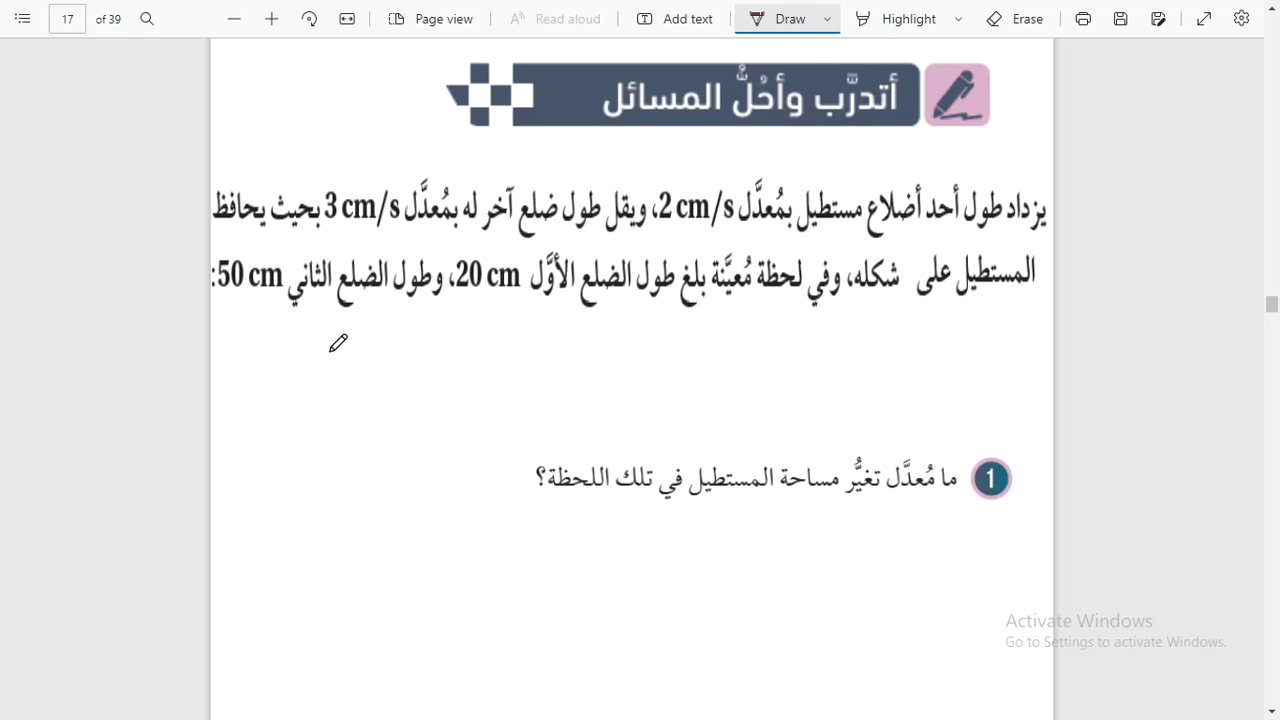 17 of 39 Page view Read aloud Add text Draw Highlight Erase
أتدرَّب وأحُلُّ المسائل
يزداد طول أحد أضلاع مستطيل بمُعدَّل 2 cm/s، ويقل طول ضلع آخر له بمُعدَّل 3 cm/s بحيث يحافظ
المستطيل على شكله، وفي لحظة مُعيَّنة بلغ طول الضلع الأوَّل 20 cm، وطول الضلع الثاني 50 cm:
1 ما مُعدَّل تغيُّر مساحة المستطيل في تلك اللحظة؟
Activate Windows
Go to Settings to activate Windows.